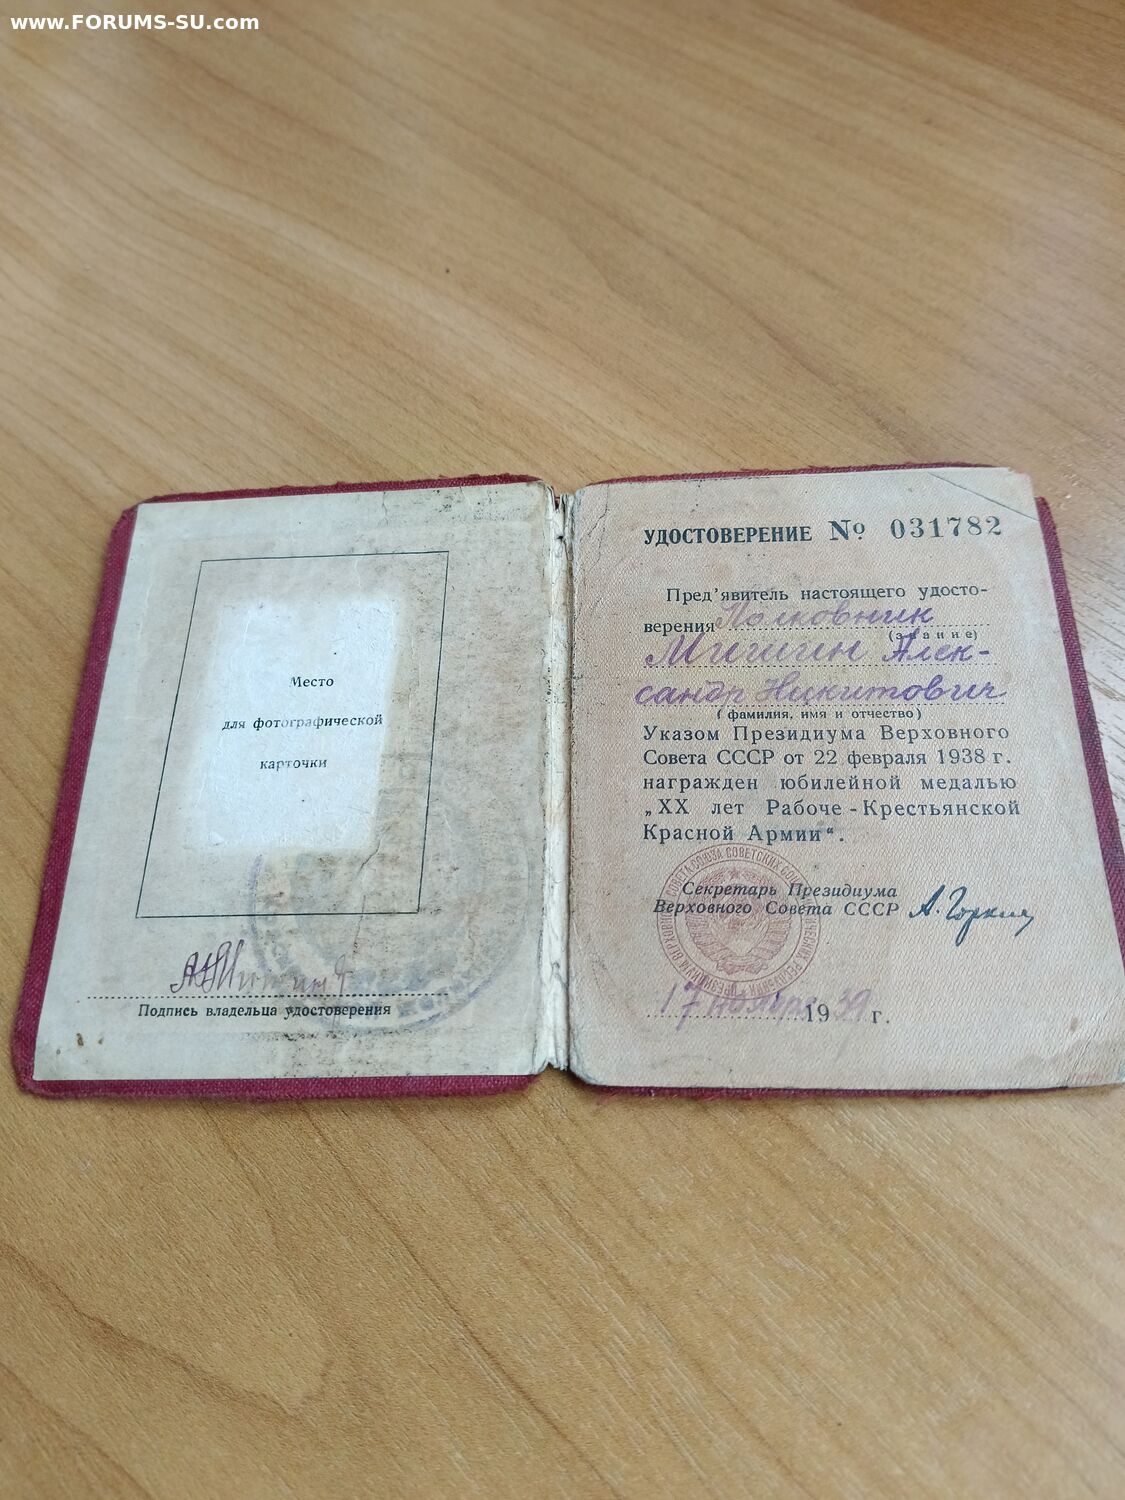 www.FORUMS-SU.com
Место
для фотографической
карточки
Подпись владельца удостоверения
УДОСТОВЕРЕНИЕ № 031782
Пред'явитель настоящего удосто-
верения Полковник
(звание)
Мишин Алек-
сандр Никитович
(фамилия, имя и отчество)
Указом Президиума Верховного
Совета СССР от 22 февраля 1938 г.
награжден юбилейной медалью
„XX лет Рабоче-Крестьянской
Красной Армии“.
Секретарь Президиума
Верховного Совета СССР А. Горкин
17 ноября 1939 г.